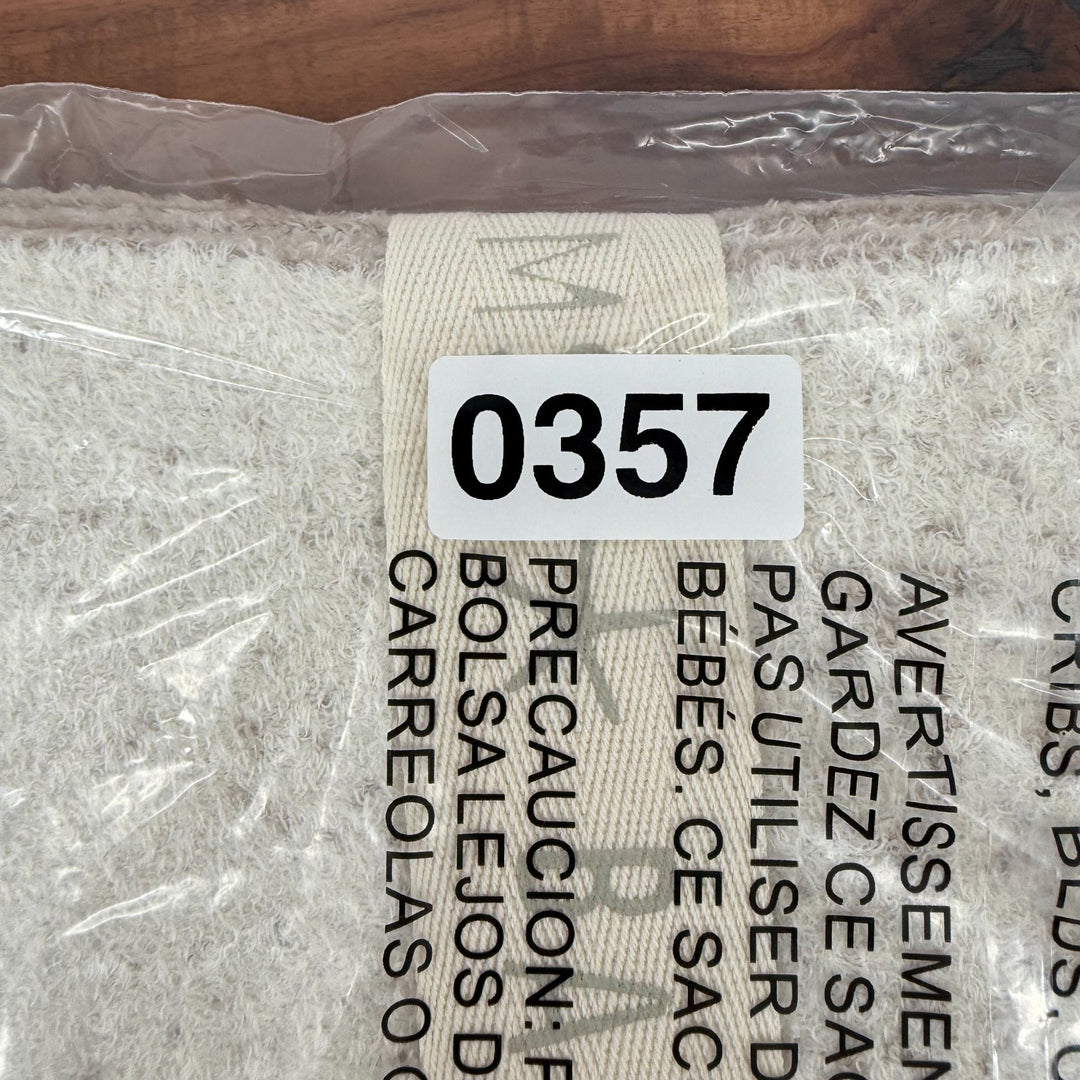 0357
CRIBS, BEDS, C
AVERTISSEMEN
GARDEZ CE SAC
PAS UTILISER D
BÉBÉS. CE SAC
PRECAUCION: F
BOLSA LEJOS D
CARREOLAS O C